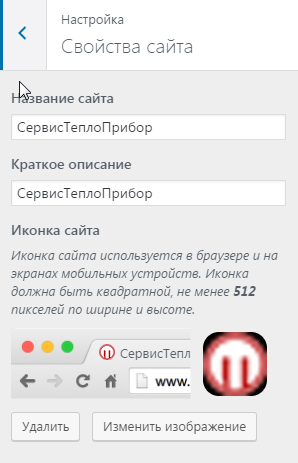 Настройка
Свойства сайта
Название сайта
СервисТеплоПрибор
Краткое описание
СервисТеплоПрибор
Иконка сайта
Иконка сайта используется в браузере и на
экранах мобильных устройств. Иконка
должна быть квадратной, не менее 512
пикселей по ширине и высоте.
СервисТепл
www.
Удалить
Изменить изображение